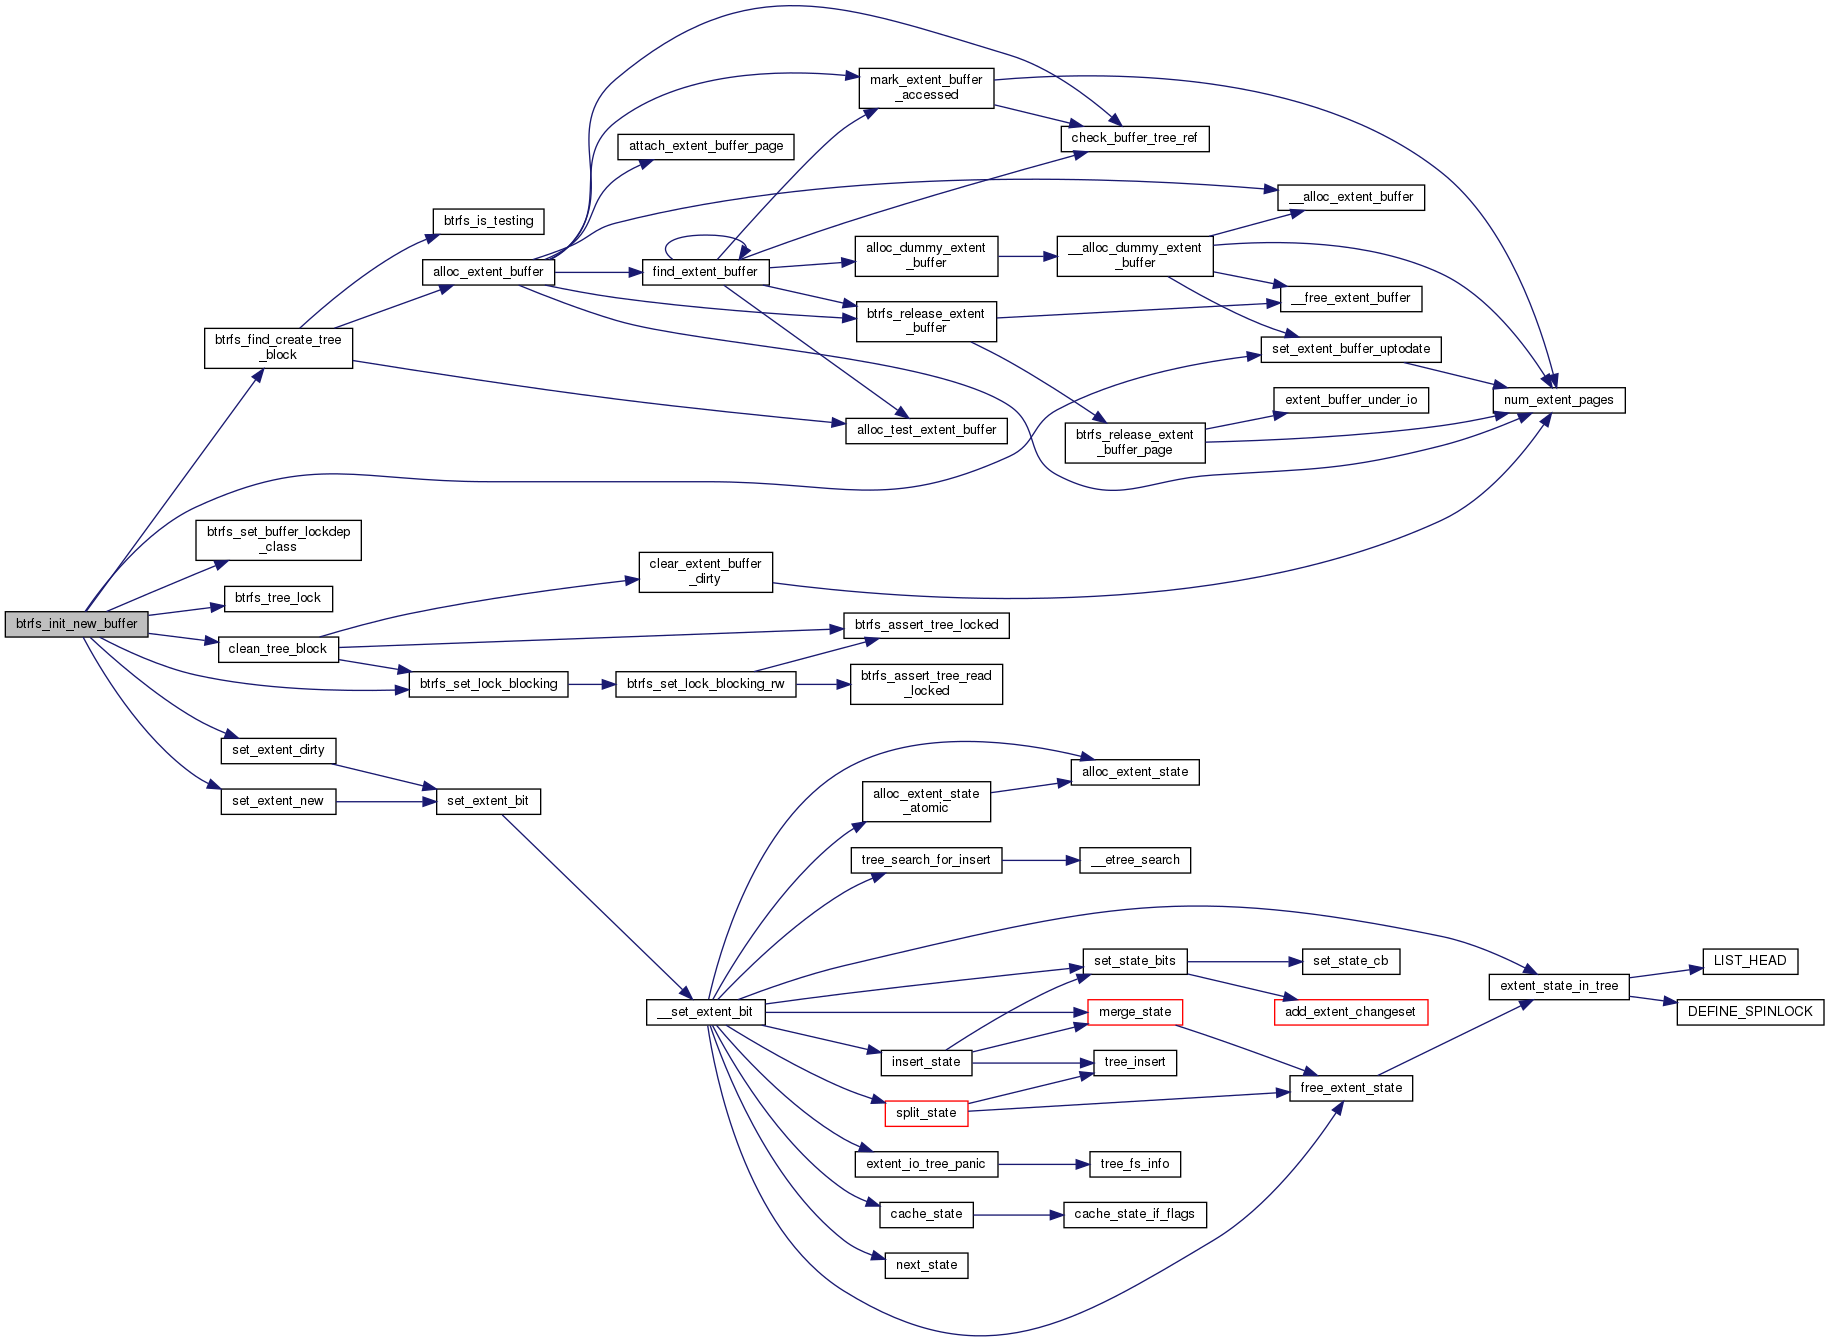 mark_extent_buffer
_accessed
check_buffer_tree_ref
attach_extent_buffer_page
__alloc_extent_buffer
btrfs_is_testing
alloc_extent_buffer
find_extent_buffer
alloc_dummy_extent
_buffer
__alloc_dummy_extent
_buffer
__free_extent_buffer
btrfs_release_extent
_buffer
btrfs_find_create_tree
_block
set_extent_buffer_uptodate
num_extent_pages
extent_buffer_under_io
alloc_test_extent_buffer
btrfs_release_extent
_buffer_page
btrfs_set_buffer_lockdep
_class
clear_extent_buffer
_dirty
btrfs_tree_lock
btrfs_init_new_buffer
btrfs_assert_tree_locked
clean_tree_block
btrfs_set_lock_blocking
btrfs_set_lock_blocking_rw
btrfs_assert_tree_read
_locked
set_extent_dirty
alloc_extent_state
set_extent_new
set_extent_bit
alloc_extent_state
_atomic
tree_search_for_insert
__etree_search
set_state_bits
set_state_cb
LIST_HEAD
extent_state_in_tree
__set_extent_bit
merge_state
add_extent_changeset
DEFINE_SPINLOCK
insert_state
tree_insert
free_extent_state
split_state
extent_io_tree_panic
tree_fs_info
cache_state
cache_state_if_flags
next_state